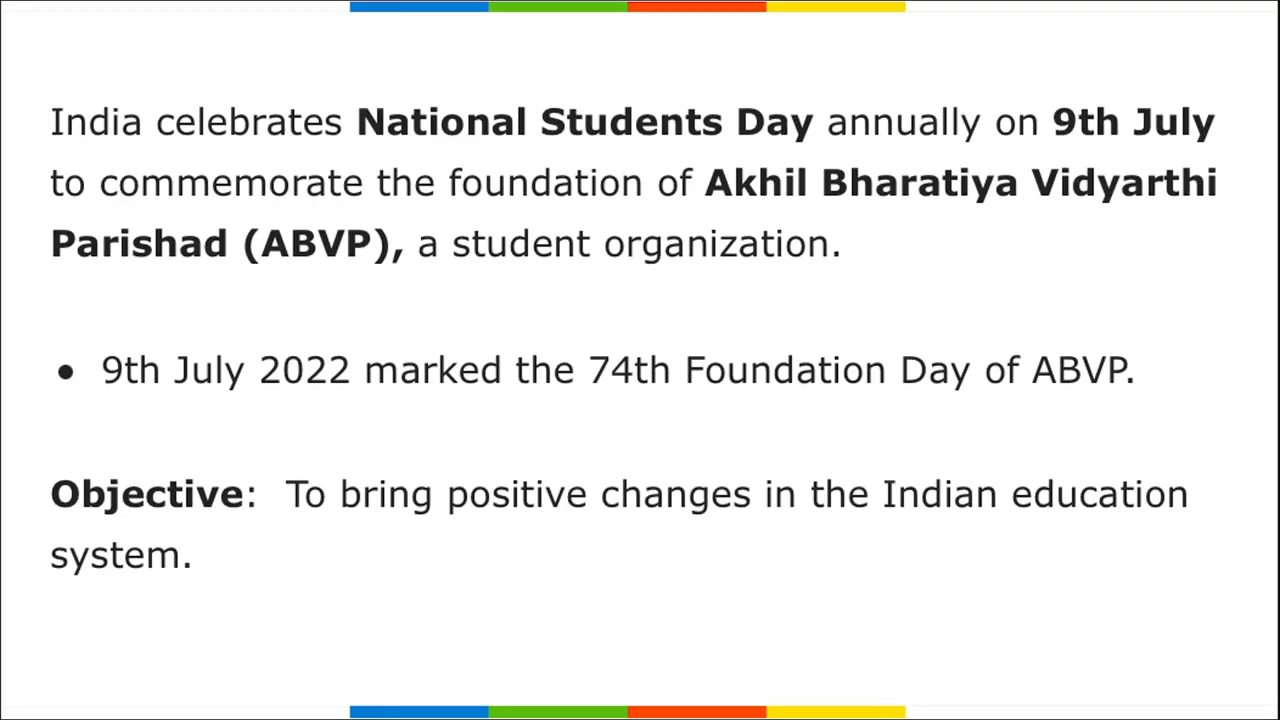 India celebrates National Students Day annually on 9th July
to commemorate the foundation of Akhil Bharatiya Vidyarthi
Parishad (ABVP), a student organization.
● 9th July 2022 marked the 74th Foundation Day of ABVP.
Objective:  To bring positive changes in the Indian education
system.